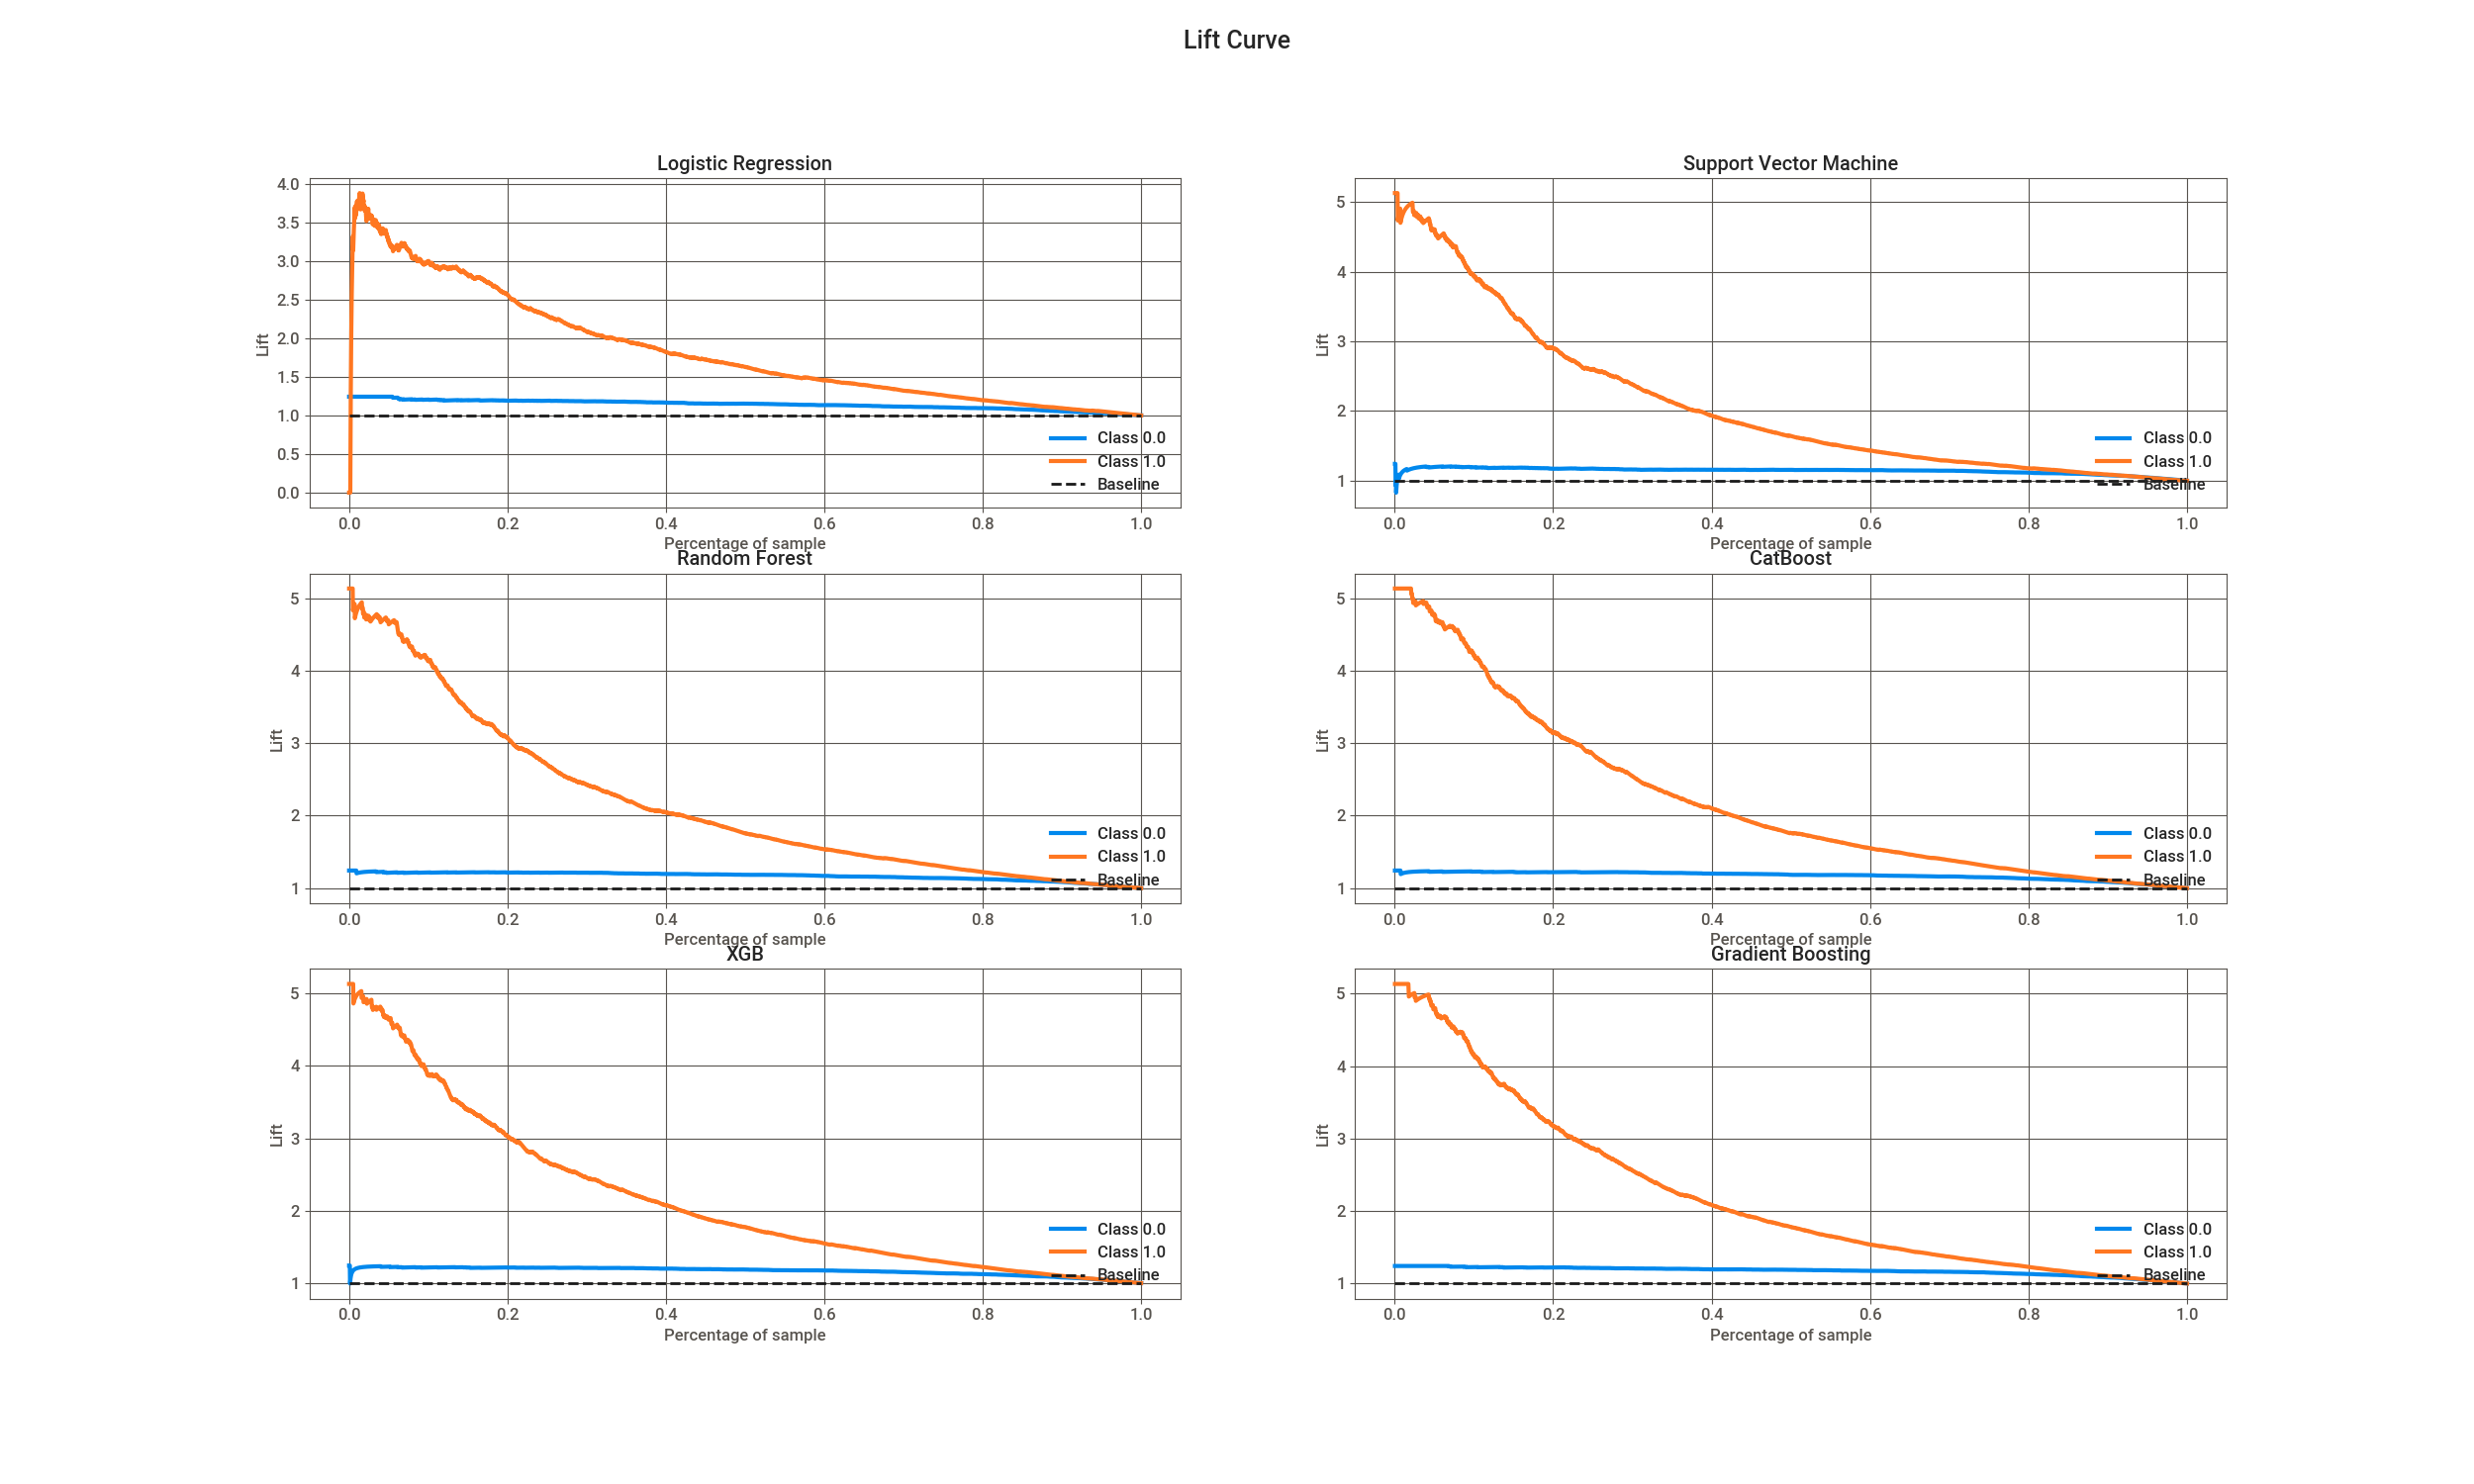 Lift Curve
Logistic Regression
4.0
3.5
3.0
2.5
2.0
1.5
1.0
0.5
0.0
Lift
Class 0.0
Class 1.0
Baseline
0.0 0.2 0.4 0.6 0.8 1.0
Percentage of sample
Support Vector Machine
5
4
3
2
1
Lift
Class 0.0
Class 1.0
Baseline
0.0 0.2 0.4 0.6 0.8 1.0
Percentage of sample
Random Forest
5
4
3
2
1
Lift
Class 0.0
Class 1.0
Baseline
0.0 0.2 0.4 0.6 0.8 1.0
Percentage of sample
CatBoost
5
4
3
2
1
Lift
Class 0.0
Class 1.0
Baseline
0.0 0.2 0.4 0.6 0.8 1.0
Percentage of sample
XGB
5
4
3
2
1
Lift
Class 0.0
Class 1.0
Baseline
0.0 0.2 0.4 0.6 0.8 1.0
Percentage of sample
Gradient Boosting
5
4
3
2
1
Lift
Class 0.0
Class 1.0
Baseline
0.0 0.2 0.4 0.6 0.8 1.0
Percentage of sample